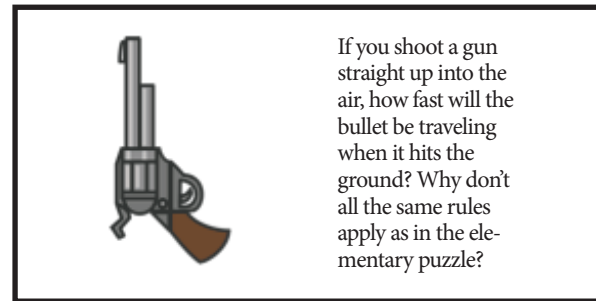 If you shoot a gun
straight up into the
air, how fast will the
bullet be traveling
when it hits the
ground? Why don't
all the same rules
apply as in the ele-
mentary puzzle?